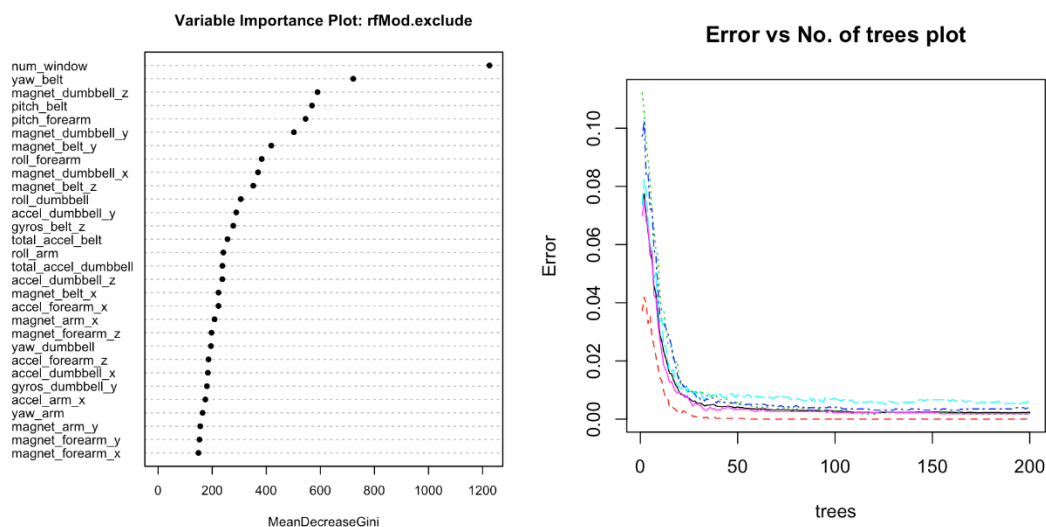 Variable Importance Plot: rfMod.exclude
num_window
yaw_belt
magnet_dumbbell_z
pitch_belt
pitch_forearm
magnet_dumbbell_y
magnet_belt_y
roll_forearm
magnet_dumbbell_x
magnet_belt_z
roll_dumbbell
accel_dumbbell_y
gyros_belt_z
total_accel_belt
roll_arm
total_accel_dumbbell
accel_dumbbell_z
magnet_belt_x
accel_forearm_x
magnet_arm_x
magnet_forearm_z
yaw_dumbbell
accel_forearm_z
accel_dumbbell_x
gyros_dumbbell_y
accel_arm_x
yaw_arm
magnet_arm_y
magnet_forearm_y
magnet_forearm_x
0 200 400 600 800 1000 1200
MeanDecreaseGini
Error vs No. of trees plot
Error
0.10
0.08
0.06
0.04
0.02
0.00
0 50 100 150 200
trees